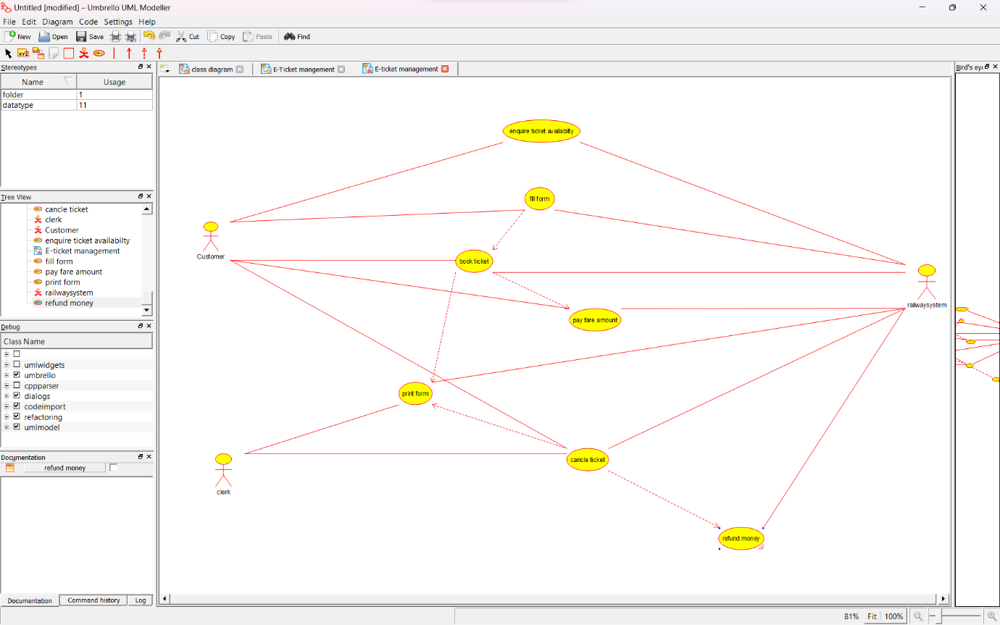 Untitled [modified] – Umbrello UML Modeller
File Edit Diagram Code Settings Help
New Open Save Cut Copy Paste Find
XYZ ABC
Stereotypes
Name Usage
folder 1
datatype 11
Tree View
cancle ticket
clerk
Customer
enquire ticket availabilty
E-ticket management
fill form
pay fare amount
print form
railwaysystem
refund money
Debug
Class Name
umlwidgets
umbrello
cppparser
dialogs
codeimport
refactoring
umlmodel
Documentation
refund money
Documentation Command history Log
class diagram E-Ticket mangement E-ticket management
enquire ticket availabilty
fill form
Customer
book ticket
railwaysystem
pay fare amount
print form
cancle ticket
clerk
refund money
Bird's eye
81% Fit 100%